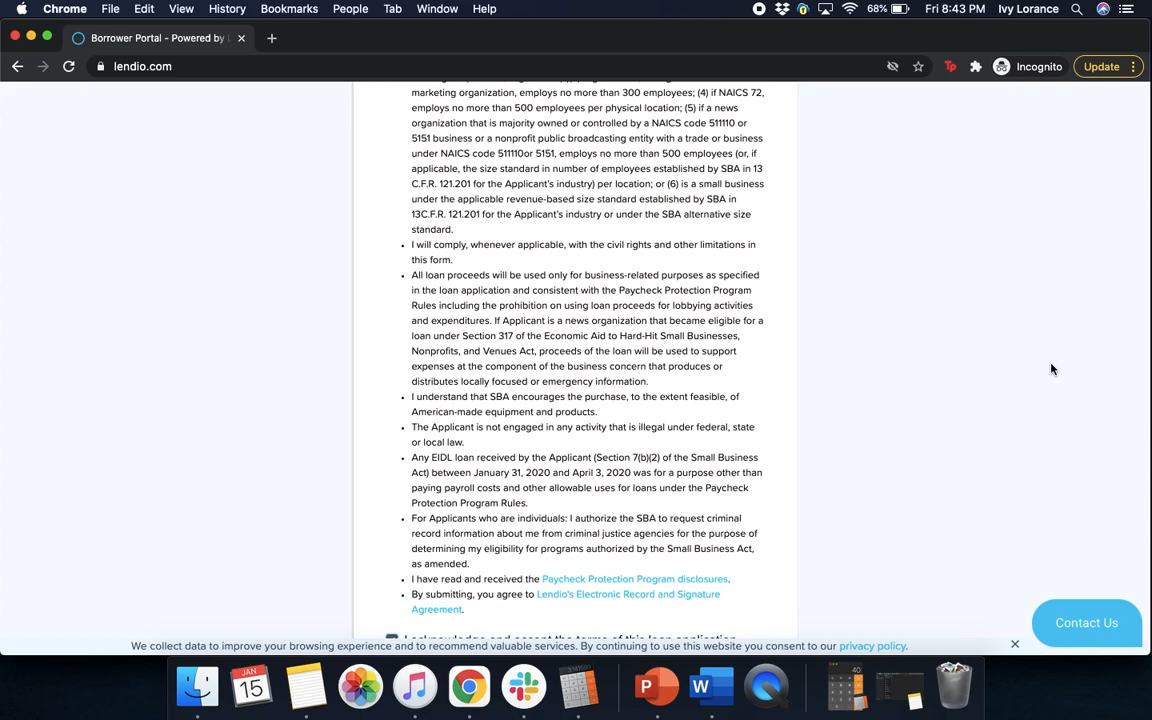 Chrome File Edit View History Bookmarks People Tab Window Help 68% Fri 8:43 PM Ivy Lorance
Borrower Portal - Powered by
lendio.com Incognito Update
marketing organization, employs no more than 300 employees; (4) if NAICS 72,
employs no more than 500 employees per physical location; (5) if a news
organization that is majority owned or controlled by a NAICS code 511110 or
5151 business or a nonprofit public broadcasting entity with a trade or business
under NAICS code 511110or 5151, employs no more than 500 employees (or, if
applicable, the size standard in number of employees established by SBA in 13
C.F.R. 121.201 for the Applicant's industry) per location; or (6) is a small business
under the applicable revenue-based size standard established by SBA in
13C.F.R. 121.201 for the Applicant's industry or under the SBA alternative size
standard.
• I will comply, whenever applicable, with the civil rights and other limitations in
this form.
• All loan proceeds will be used only for business-related purposes as specified
in the loan application and consistent with the Paycheck Protection Program
Rules including the prohibition on using loan proceeds for lobbying activities
and expenditures. If Applicant is a news organization that became eligible for a
loan under Section 317 of the Economic Aid to Hard-Hit Small Businesses,
Nonprofits, and Venues Act, proceeds of the loan will be used to support
expenses at the component of the business concern that produces or
distributes locally focused or emergency information.
• I understand that SBA encourages the purchase, to the extent feasible, of
American-made equipment and products.
• The Applicant is not engaged in any activity that is illegal under federal, state
or local law.
• Any EIDL loan received by the Applicant (Section 7(b)(2) of the Small Business
Act) between January 31, 2020 and April 3, 2020 was for a purpose other than
paying payroll costs and other allowable uses for loans under the Paycheck
Protection Program Rules.
• For Applicants who are individuals: I authorize the SBA to request criminal
record information about me from criminal justice agencies for the purpose of
determining my eligibility for programs authorized by the Small Business Act,
as amended.
• I have read and received the Paycheck Protection Program disclosures.
• By submitting, you agree to Lendio's Electronic Record and Signature
Agreement.
I acknowledge and accept the terms of this loan application
Contact Us
We collect data to improve your browsing experience and to recommend valuable services. By continuing to use this website you consent to our privacy policy.
JAN
15
P
W
40